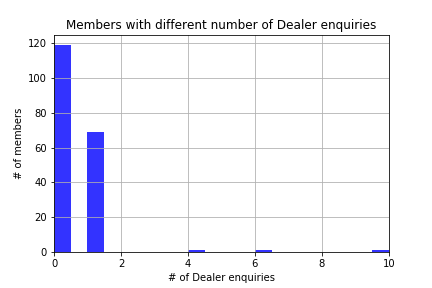 Members with different number of Dealer enquiries
120
100
80
60
40
20
0
# of members
0 2 4 6 8 10
# of Dealer enquiries